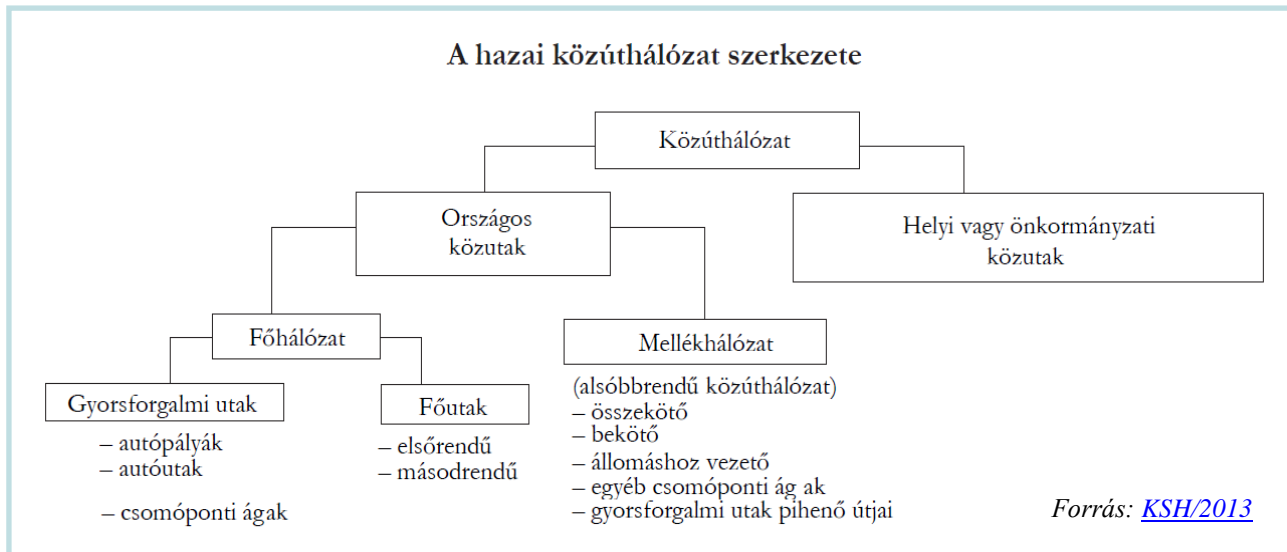 A hazai közúthálózat szerkezete
Közúthálózat
Országos
közutak
Helyi vagy önkormányzati
közutak
Főhálózat
Mellékhálózat
Gyorsforgalmi utak
– autópályák
– autóutak
– csomóponti ágak
Főutak
– elsőrendű
– másodrendű
(alsóbbrendű közúthálózat)
– összekötő
– bekötő
– állomáshoz vezető
– egyéb csomóponti ág ak
– gyorsforgalmi utak pihenő útjai
Forrás: KSH/2013